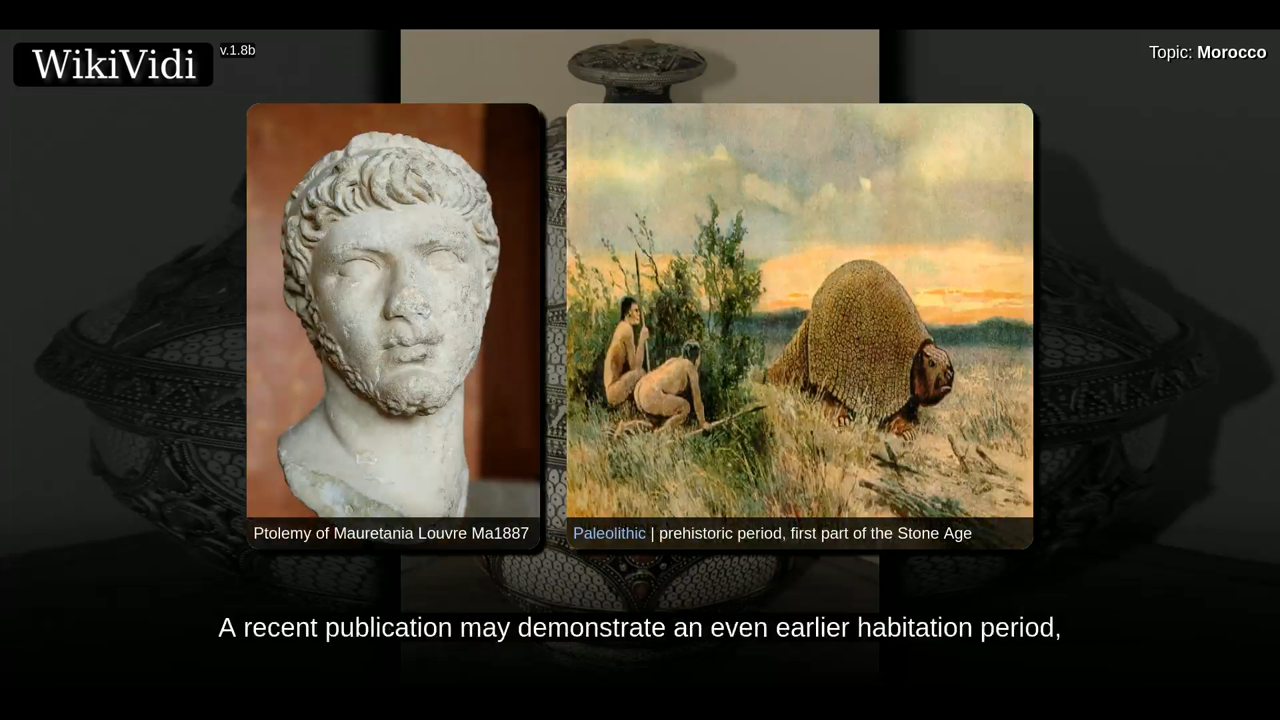 WikiVidi
v.1.8b
Topic: Morocco
Ptolemy of Mauretania Louvre Ma1887
Paleolithic | prehistoric period, first part of the Stone Age
A recent publication may demonstrate an even earlier habitation period,